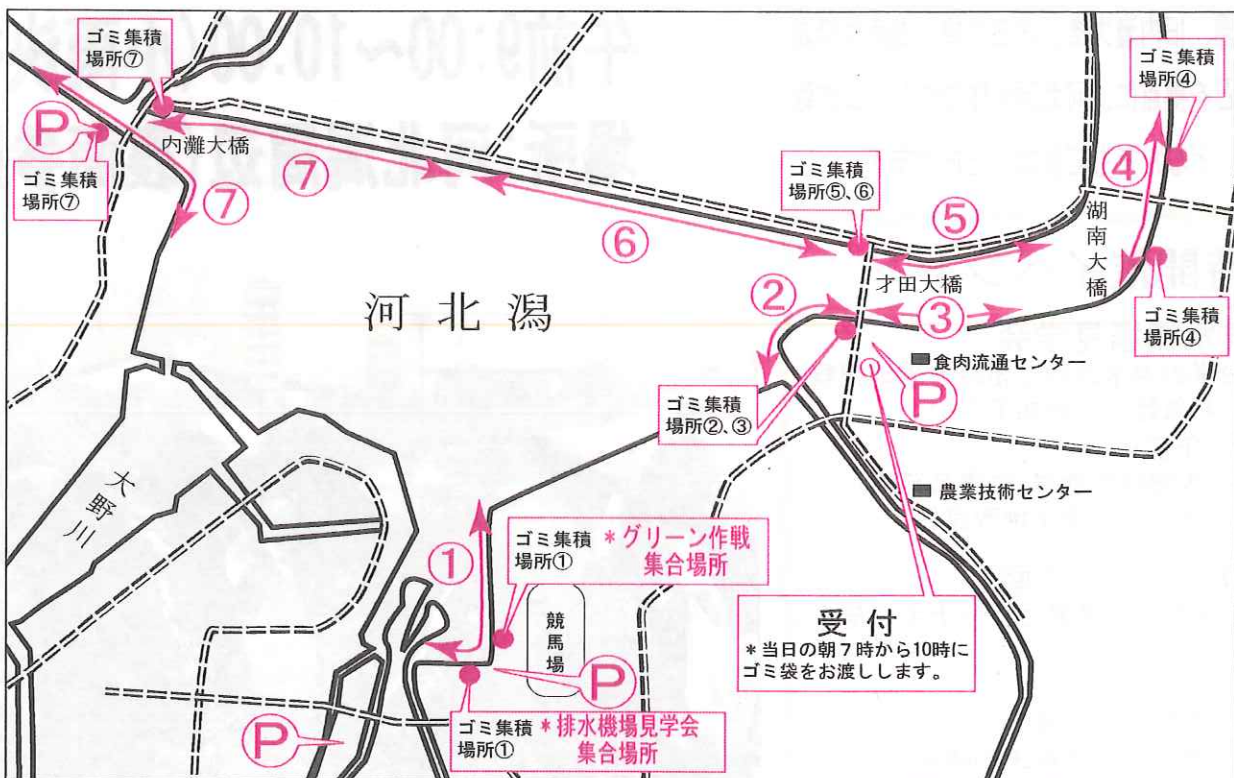 ゴミ集積
場所⑦
P
ゴミ集積
場所⑦
内灘大橋
⑦
⑦
⑥
ゴミ集積
場所⑤、⑥
⑤
ゴミ集積
場所④
④
湖南大橋
ゴミ集積
場所④
才田大橋
②
③
河北潟
ゴミ集積
場所②、③
P
食肉流通センター
農業技術センター
大野川
①
ゴミ集積
場所①
*グリーン作戦
集合場所
競馬場
受付
*当日の朝7時から10時に
ゴミ袋をお渡しします。
P
ゴミ集積
場所①
*排水機場見学会
集合場所
P
午前9:00~10:00